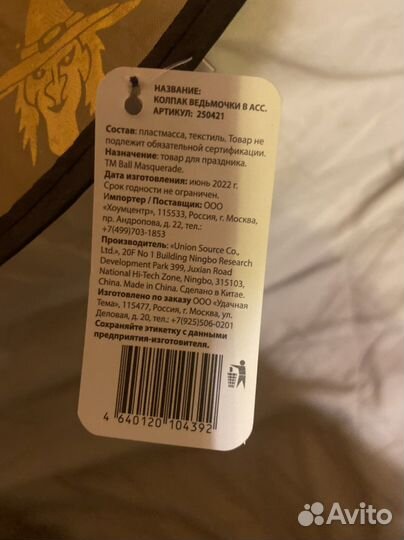 НАЗВАНИЕ:
КОЛПАК ВЕДЬМОЧКИ В АСС.
АРТИКУЛ: 250421
Состав: пластмасса, текстиль. Товар не
подлежит обязательной сертификации.
Назначение: товар для праздника.
TM Ball Masquerade.
Дата изготовления: июнь 2022 г.
Срок годности не ограничен.
Импортер / Поставщик: ООО
«Хоумцентр», 115533, Россия, г. Москва,
пр. Андропова, д. 22, тел.:
+7(499)703-1853
Производитель: «Union Source Co.,
Ltd.», 20F No 1 Building Ningbo Research
Development Park 399, Juxian Road
National Hi-Tech Zone, Ningbo, 315103,
China. Made in China. Сделано в Китае.
Изготовлено по заказу ООО «Удачная
Тема», 115477, Россия, г. Москва, ул.
Деловая, д. 20, тел.: +7(925)506-0201
Сохраняйте этикетку с данными
предприятия-изготовителя.
4 640120 104392
Avito